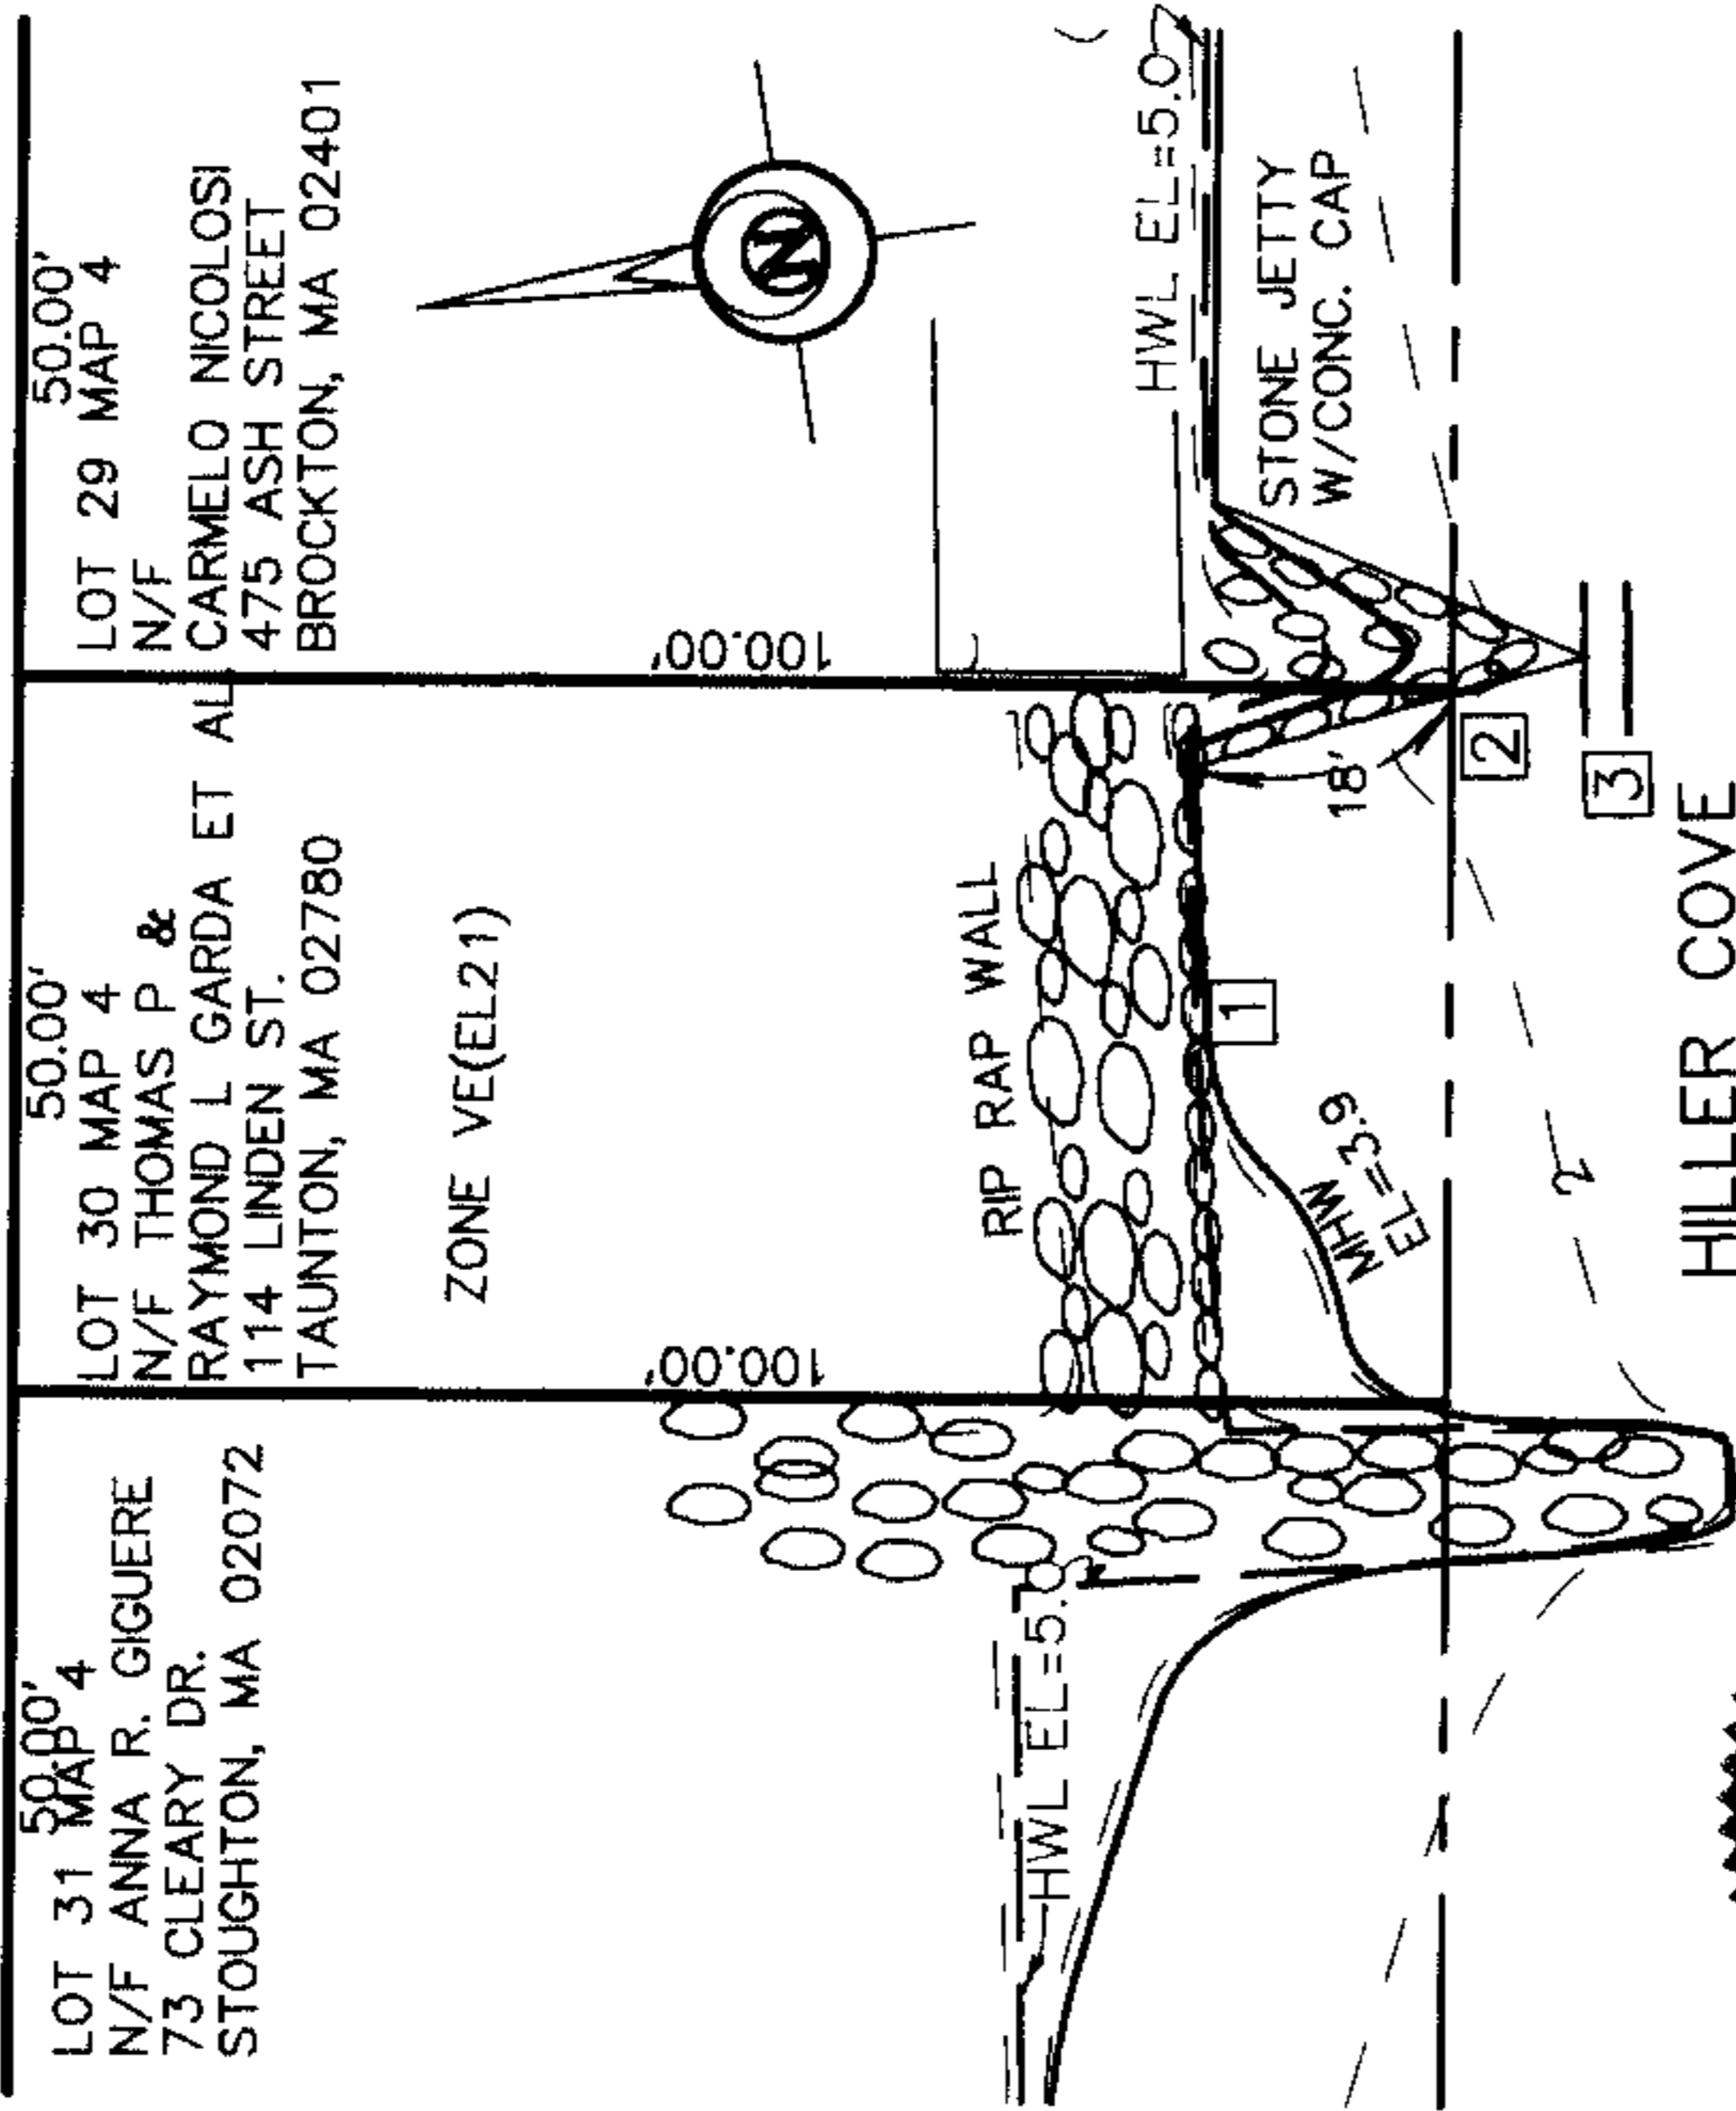 50.00'
LOT 31 MAP 4
N/F ANNA R. GIGUERE
73 CLEARY DR.
STOUGHTON, MA 02072
50.00'
LOT 30 MAP 4
N/F THOMAS P &
RAYMOND L GARDA ET AL
114 LINDEN ST.
TAUNTON, MA 02780
50.00'
LOT 29 MAP 4
N/F
CARMELO NICOLOSI
475 ASH STREET
BROCKTON, MA 02401
ZONE VE(EL21)
N
100.00'
100.00'
RIP RAP WALL
HWL EL=5.0
HWL EL=5.0
STONE JETTY
W/CONC. CAP
1
MHW
EL=3.9
18'
2
3
2
HILLER COVE